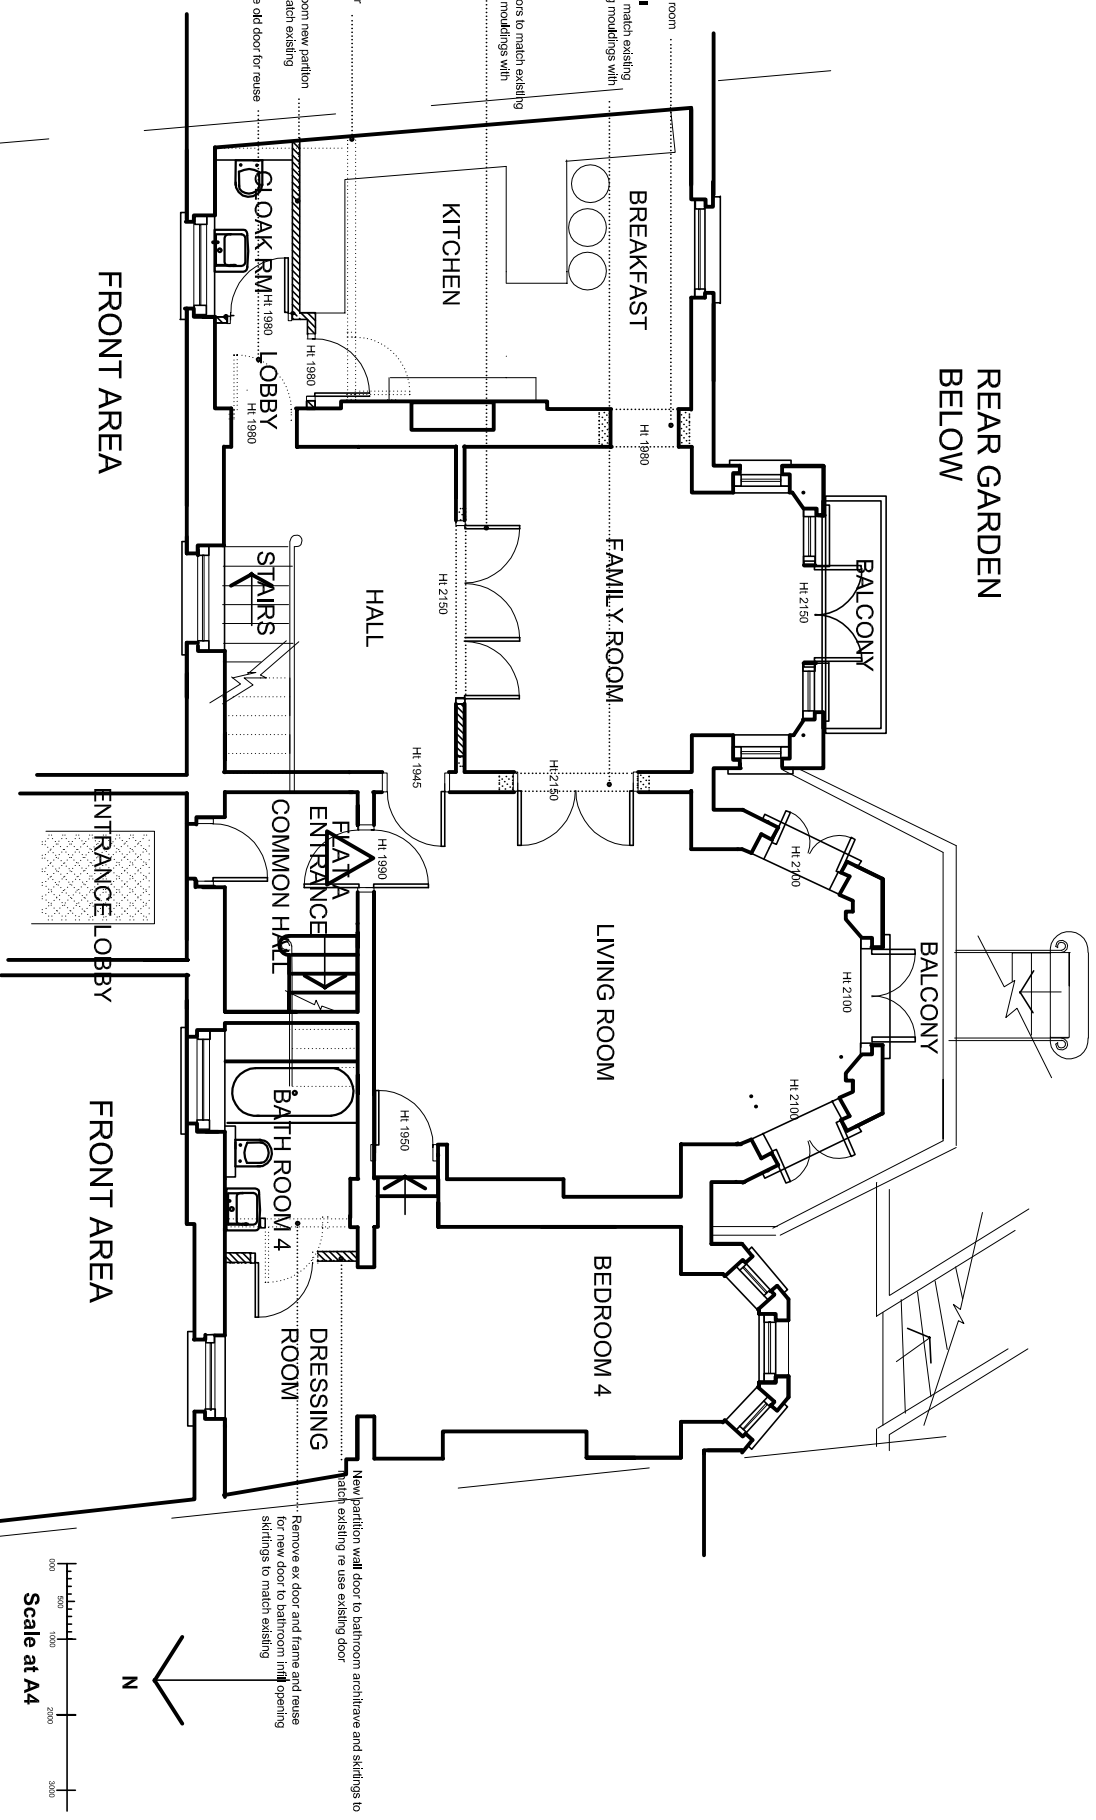 REAR GARDEN
BELOW
room
match existing
g mouldings with
ors to match existing
mouldings with
r
oom new partiton
atch existing
e old door for reuse
BREAKFAST
KITCHEN
CLOAK RM
LOBBY
Ht 1980
Ht 1980
Ht 1980
Ht 1980
BALCONY
Ht 2150
FAMILY ROOM
Ht 2150
HALL
STAIRS
Ht 2150
Ht 1945
Ht 1990
FLAT A
ENTRANCE
COMMON HALL
ENTRANCE LOBBY
FRONT AREA
BALCONY
Ht 2100
Ht 2100
Ht 2100
LIVING ROOM
Ht 1950
BATH ROOM 4
BEDROOM 4
DRESSING
ROOM
FRONT AREA
New partition wall door to bathroom architrave and skirtings to
match existing re use existing door
Remove ex door and frame and reuse
for new door to bathroom infill opening
skirtings to match existing
N
000
500
1000
2000
3000
Scale at A4